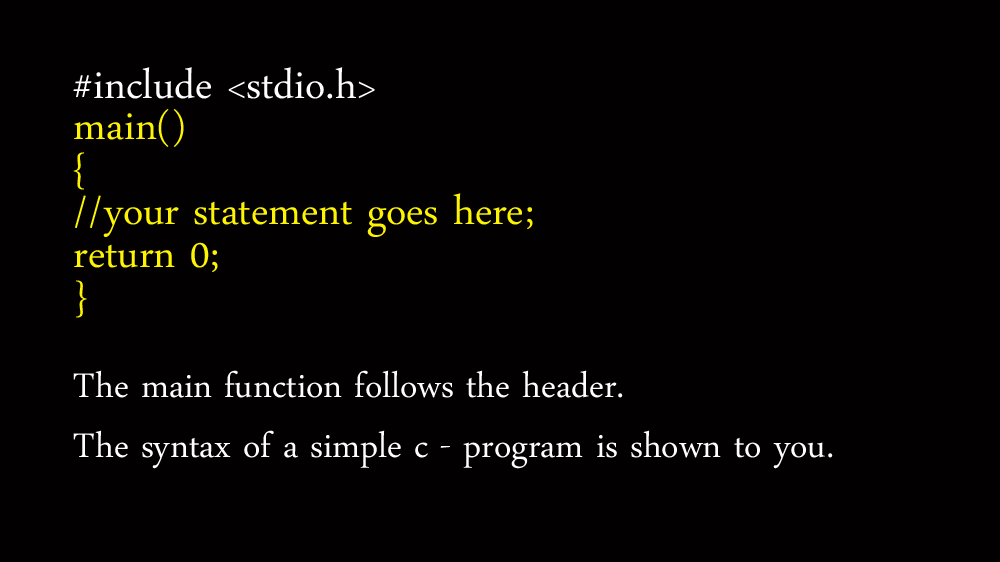 #include <stdio.h>
main()
{
//your statement goes here;
return 0;
}
The main function follows the header.
The syntax of a simple c - program is shown to you.